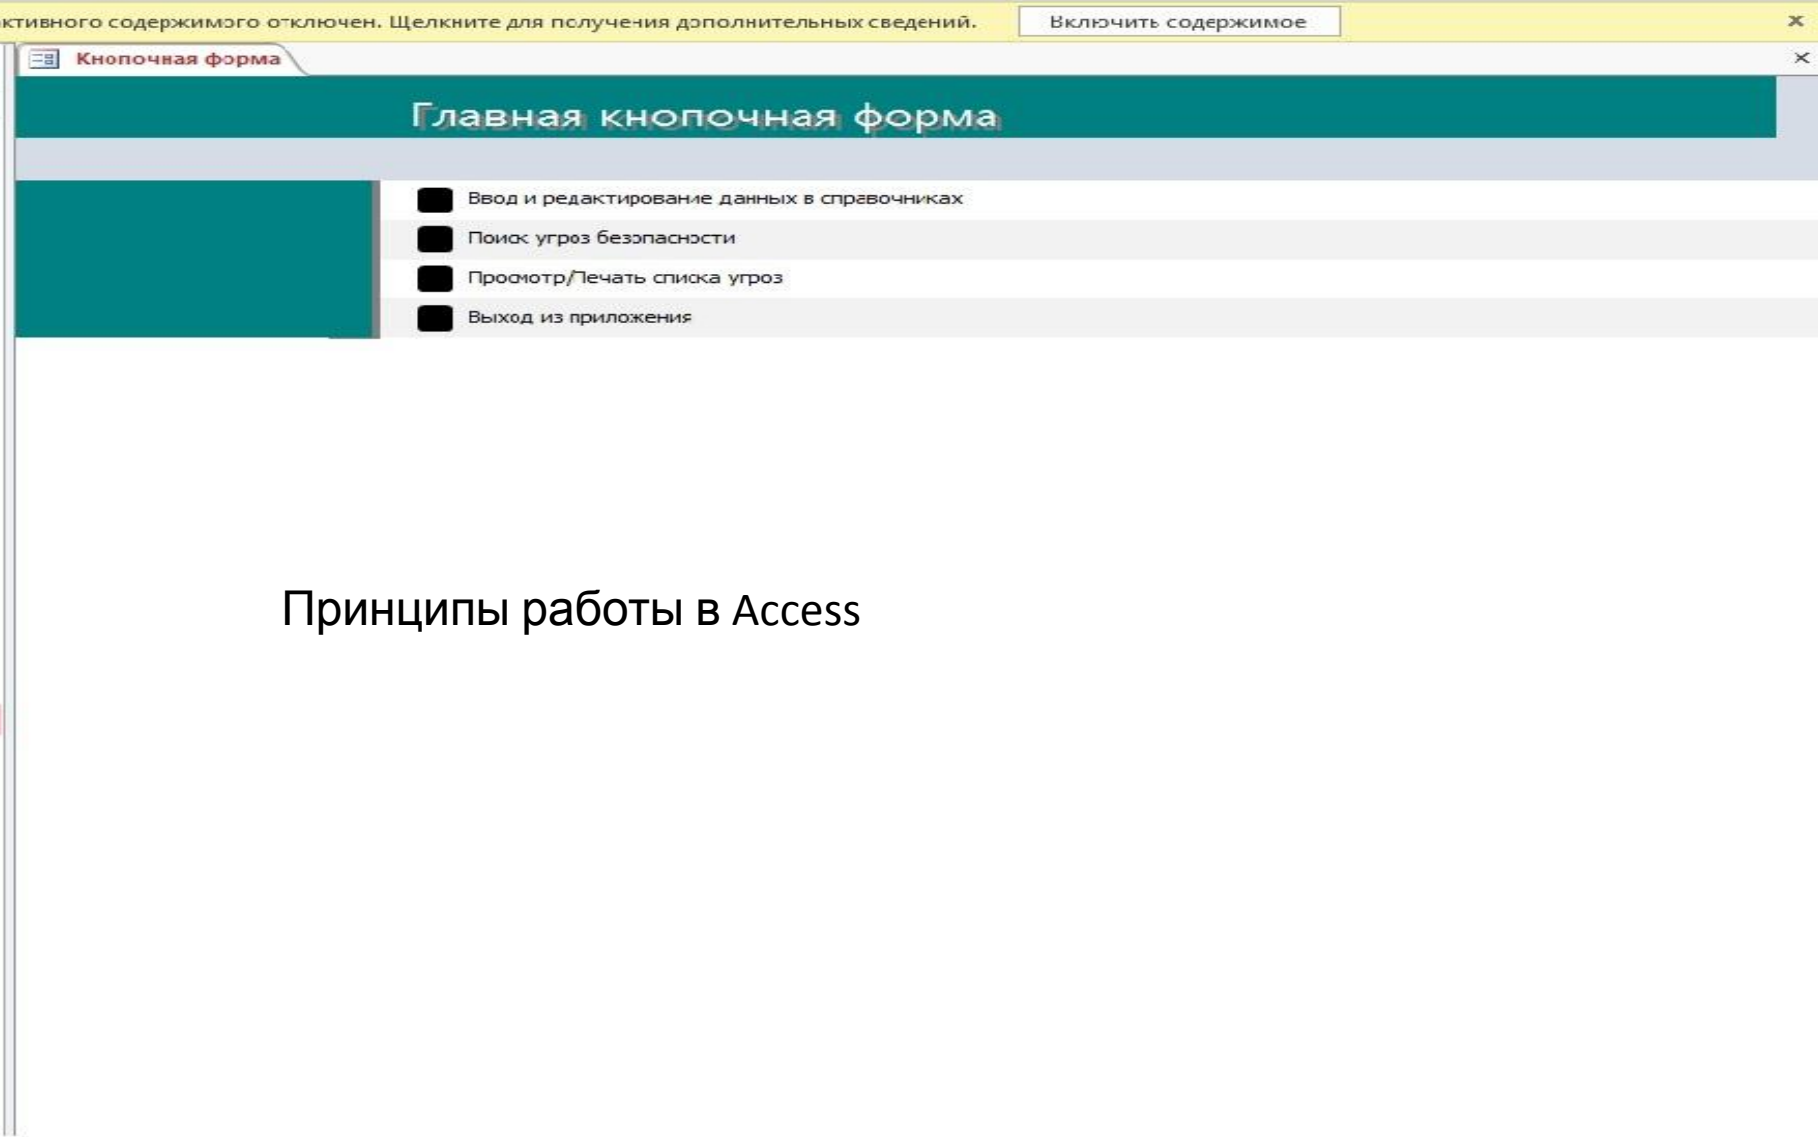 ктивного содержимого отключен. Щелкните для получения дополнительных сведений. Включить содержимое
Кнопочная форма
Главная кнопочная форма
Ввод и редактирование данных в справочниках
Поиск угроз безопасности
Просмотр/Печать списка угроз
Выход из приложения
Принципы работы в Access